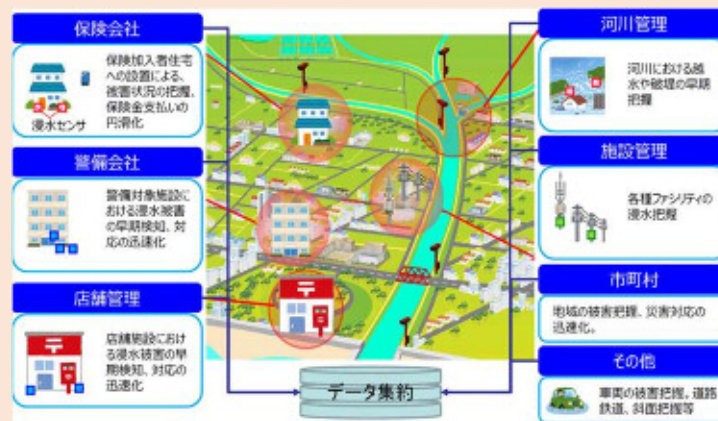 保険会社
保険加入者住宅
への設置による、
被害状況の把握、
保険金支払いの
円滑化
浸水センサ
警備会社
警備対象施設に
おける浸水被害
の早期検知、対
応の迅速化
店舗管理
店舗施設におけ
る浸水被害の早
期検知、対応の
迅速化
データ集約
河川管理
河川における越
水や破堤の早期
把握
施設管理
各種ファシリティの
浸水把握
市町村
地域の被害把握、災害対応の
迅速化。
その他
車両の被害把握、道路
鉄道、斜面把握等